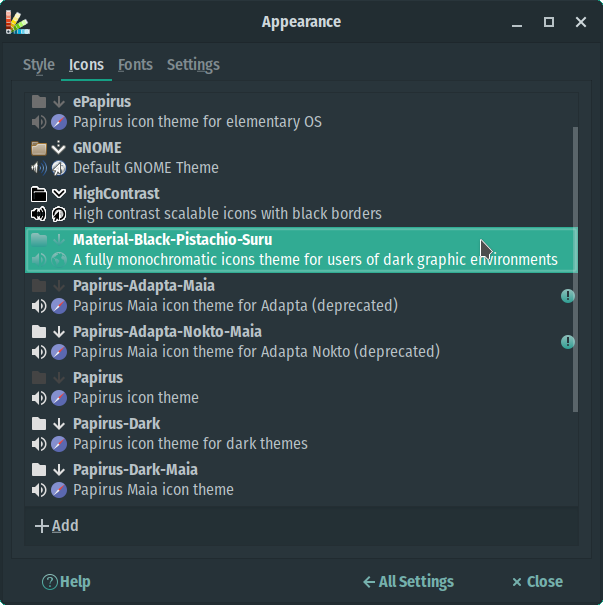 Appearance
Style Icons Fonts Settings
ePapirus
Papirus icon theme for elementary OS
GNOME
Default GNOME Theme
HighContrast
High contrast scalable icons with black borders
Material-Black-Pistachio-Suru
A fully monochromatic icons theme for users of dark graphic environments
Papirus-Adapta-Maia
Papirus Maia icon theme for Adapta (deprecated)
Papirus-Adapta-Nokto-Maia
Papirus Maia icon theme for Adapta Nokto (deprecated)
Papirus
Papirus icon theme
Papirus-Dark
Papirus icon theme for dark themes
Papirus-Dark-Maia
Papirus Maia icon theme
Add
Help All Settings Close